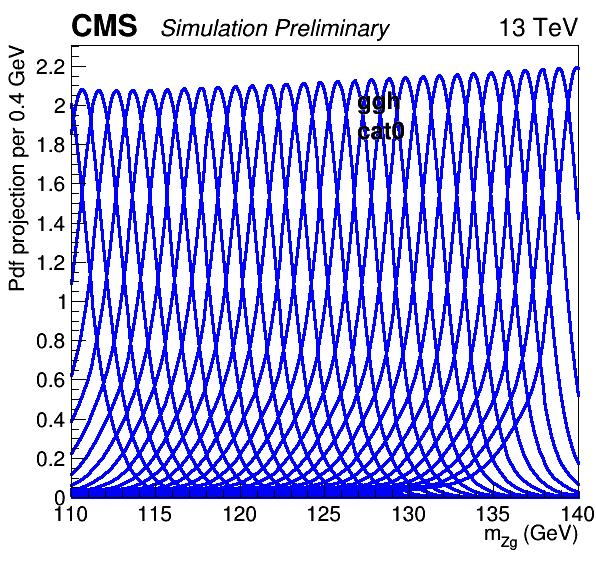 CMS Simulation Preliminary 13 TeV
Pdf projection per 0.4 GeV
2.2
2
1.8
1.6
1.4
1.2
1
0.8
0.6
0.4
0.2
0
ggh
cat0
110 115 120 125 130 135 140
m_Zg (GeV)